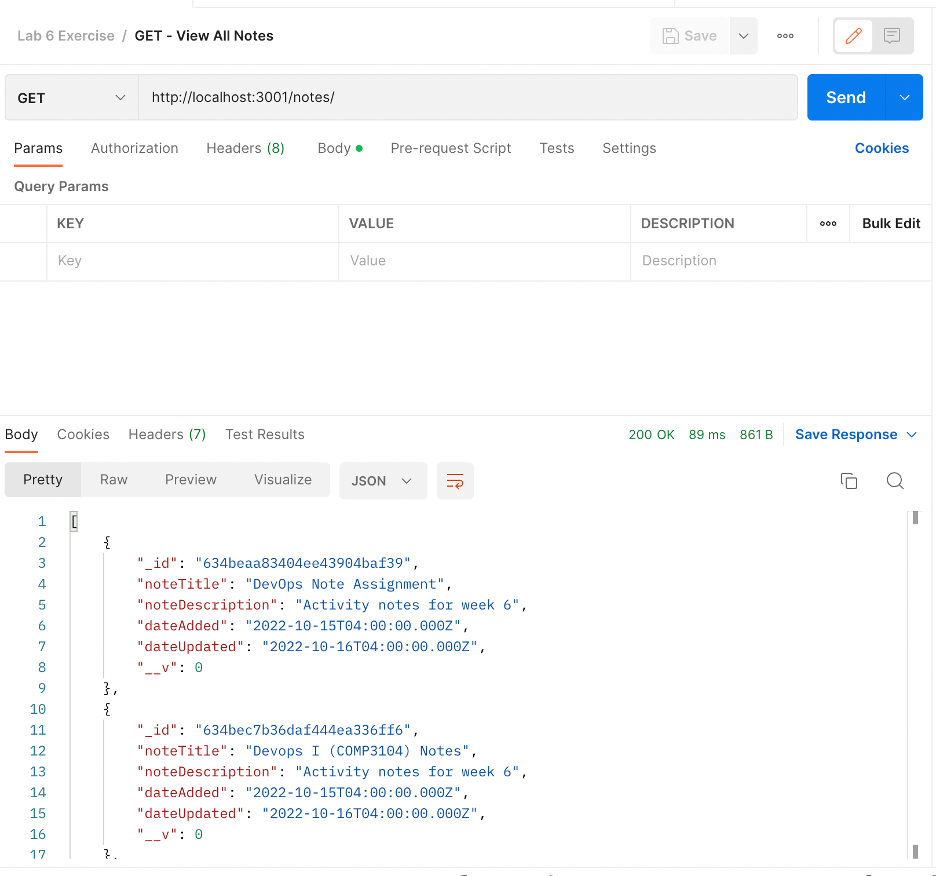 Lab 6 Exercise / GET - View All Notes
Save
GET http://localhost:3001/notes/ Send
Params Authorization Headers (8) Body Pre-request Script Tests Settings Cookies
Query Params
KEY VALUE DESCRIPTION Bulk Edit
Key Value Description
Body Cookies Headers (7) Test Results 200 OK 89 ms 861 B Save Response
Pretty Raw Preview Visualize JSON
1 [
2 {
3 "_id": "634beaa83404ee43904baf39",
4 "noteTitle": "DevOps Note Assignment",
5 "noteDescription": "Activity notes for week 6",
6 "dateAdded": "2022-10-15T04:00:00.000Z",
7 "dateUpdated": "2022-10-16T04:00:00.000Z",
8 "__v": 0
9 },
10 {
11 "_id": "634bec7b36daf444ea336ff6",
12 "noteTitle": "Devops I (COMP3104) Notes",
13 "noteDescription": "Activity notes for week 6",
14 "dateAdded": "2022-10-15T04:00:00.000Z",
15 "dateUpdated": "2022-10-16T04:00:00.000Z",
16 "__v": 0
17 },